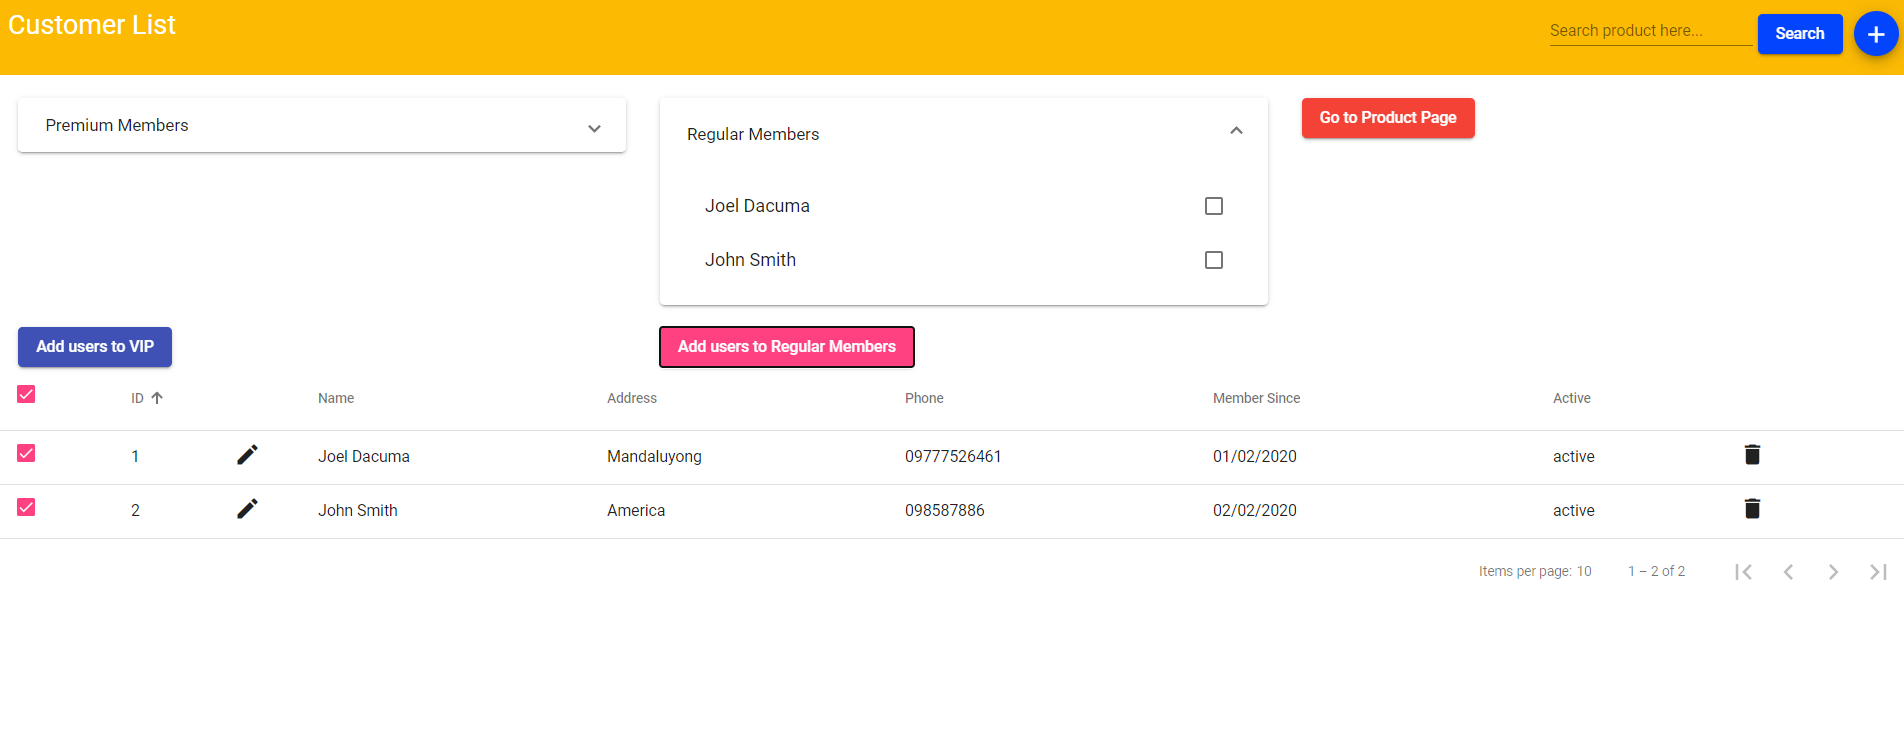 Customer List
Search product here...
Search
Premium Members
Regular Members
Joel Dacuma
John Smith
Go to Product Page
Add users to VIP
Add users to Regular Members
ID Name Address Phone Member Since Active
1 Joel Dacuma Mandaluyong 09777526461 01/02/2020 active
2 John Smith America 098587886 02/02/2020 active
Items per page: 10 1 – 2 of 2